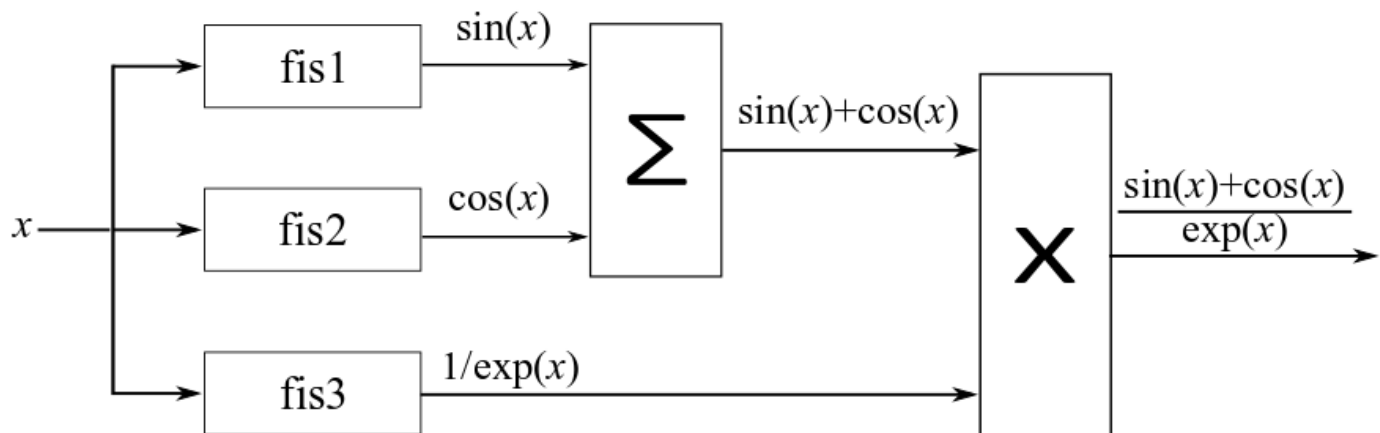 sin(x)
fis1
Σ
sin(x)+cos(x)
sin(x)+cos(x)
exp(x)
cos(x)
x
fis2
X
1/exp(x)
fis3